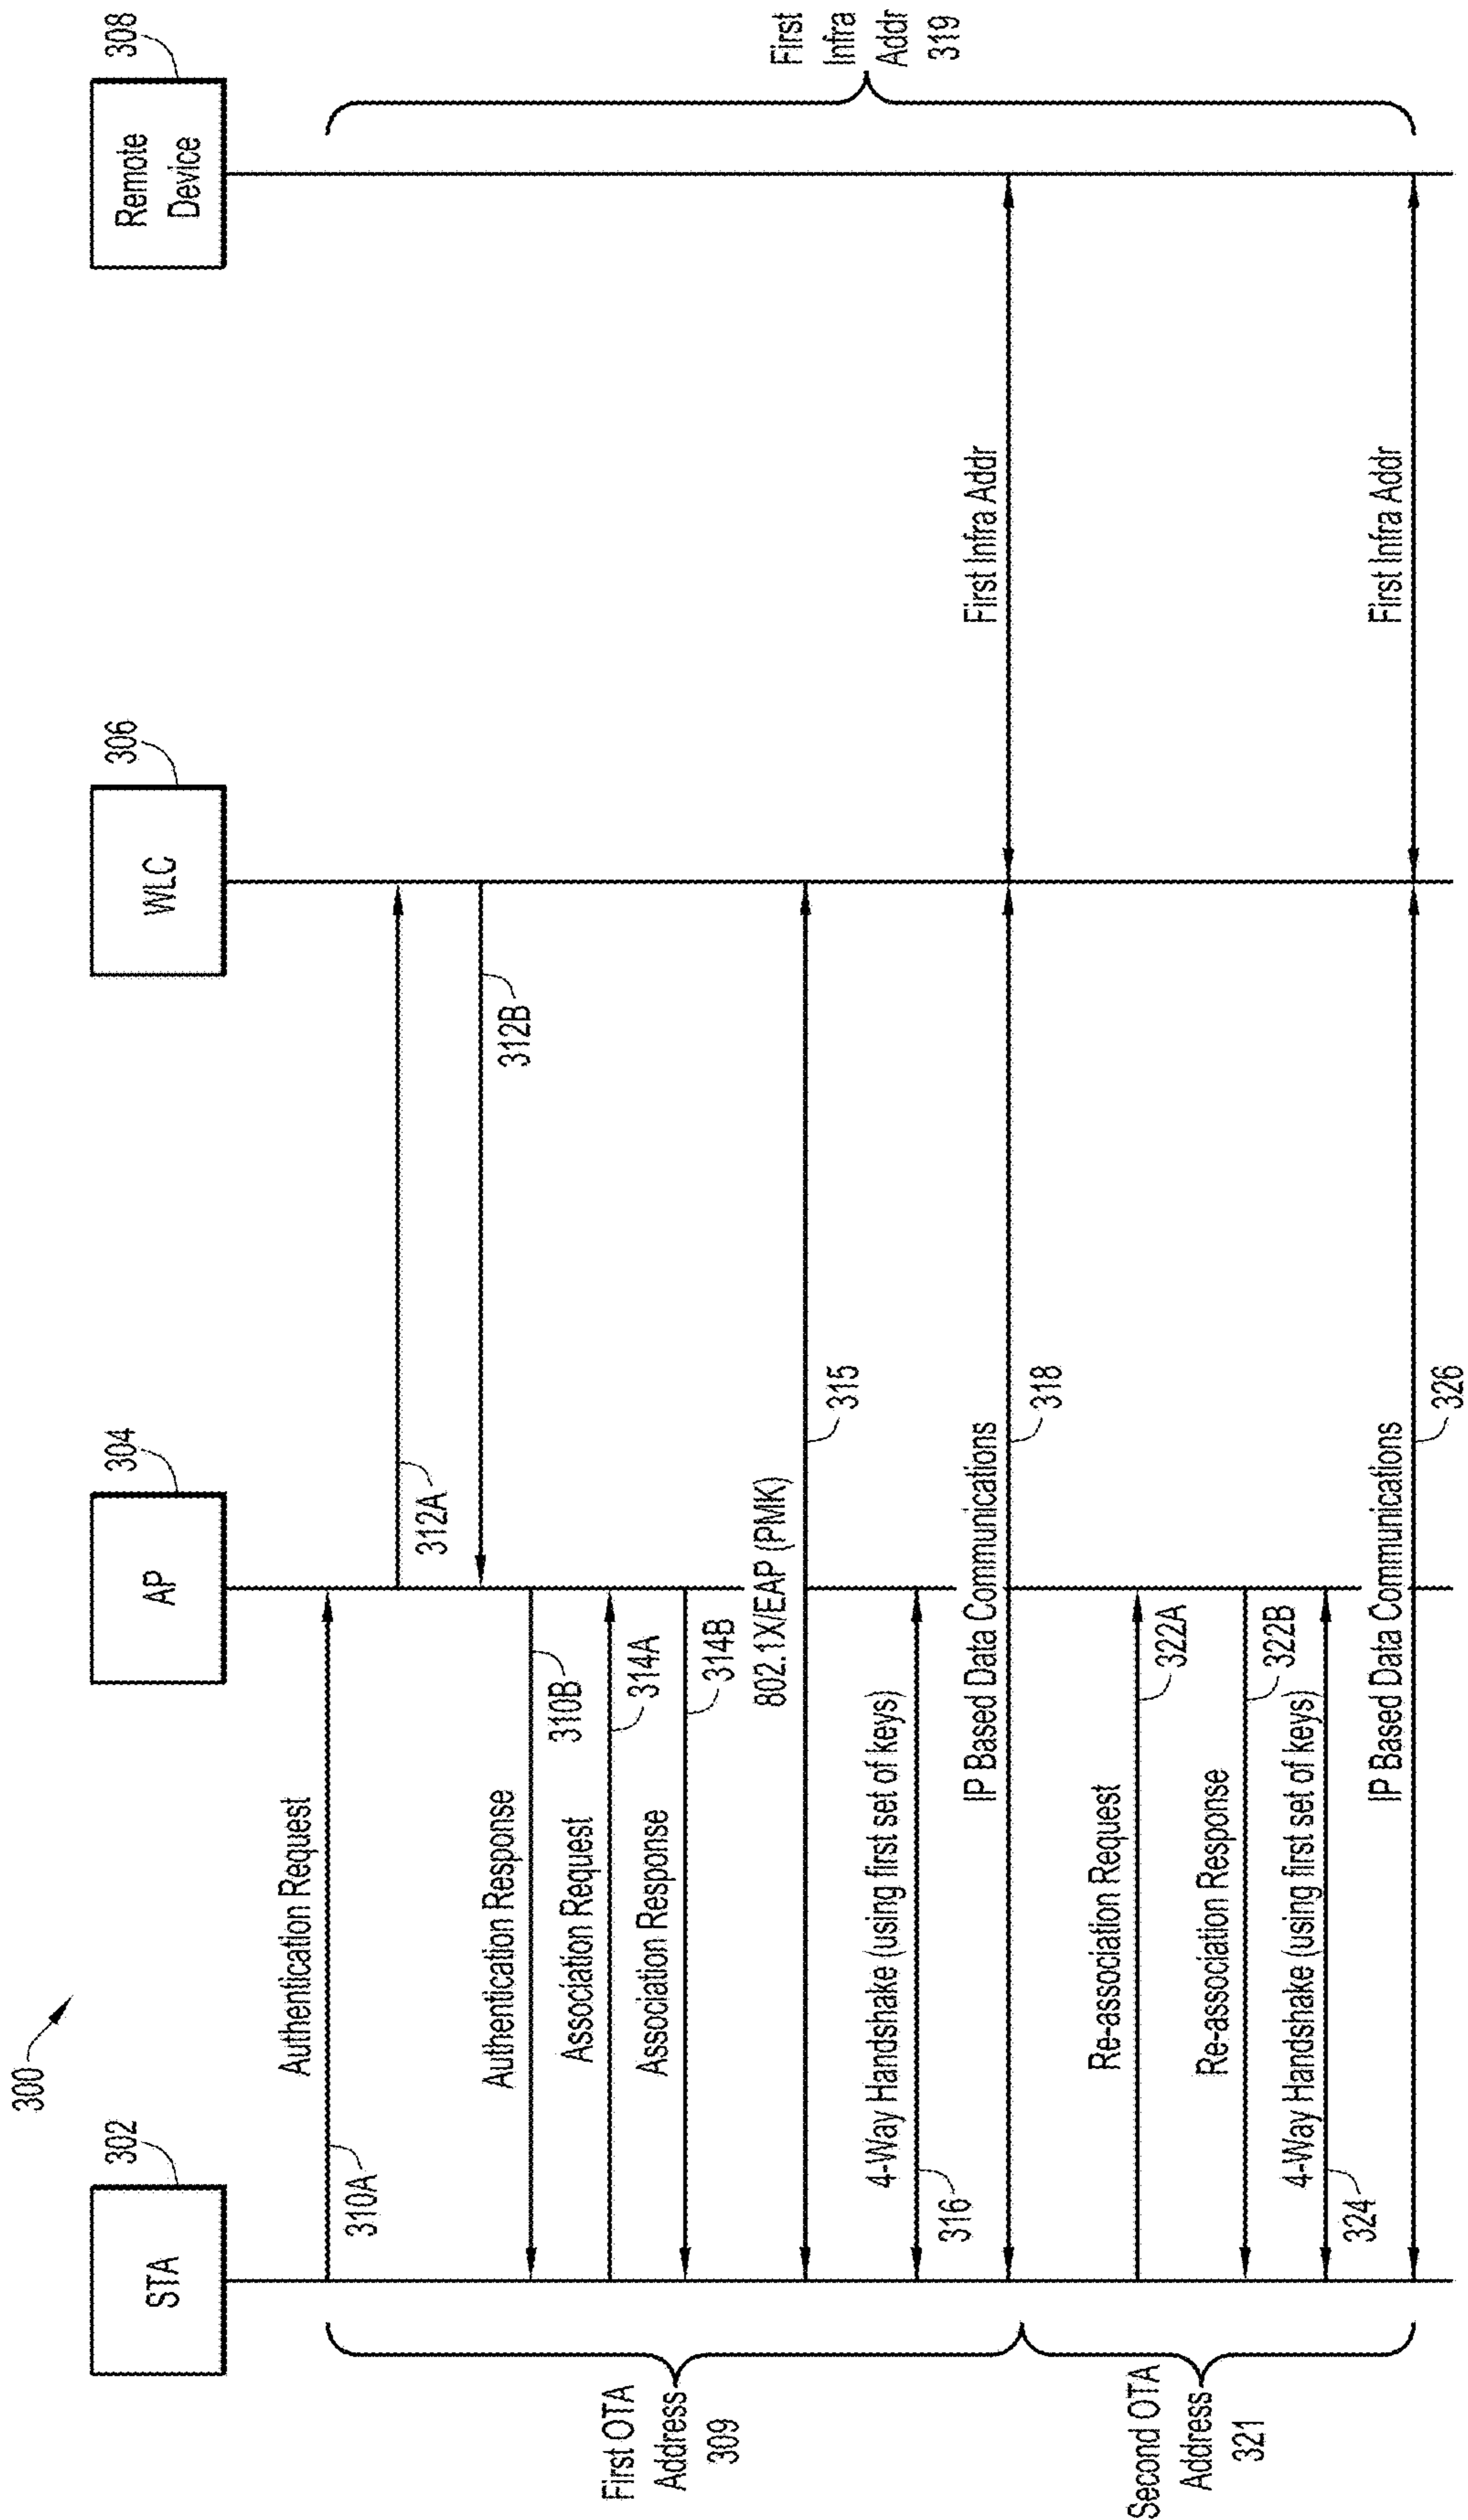 300
STA
302
AP
304
WLC
306
Remote
Device
308
Authentication Request
310A
312A
312B
Authentication Response
310B
Association Request
314A
Association Response
314B
802.1X/EAP (PMK)
315
4-Way Handshake (using first set of keys)
316
IP Based Data Communications
318
First Infra Addr
Re-association Request
322A
Re-association Response
322B
4-Way Handshake (using first set of keys)
324
IP Based Data Communications
326
First Infra Addr
First OTA
Address
309
Second OTA
Address
321
First
Infra
Addr
319